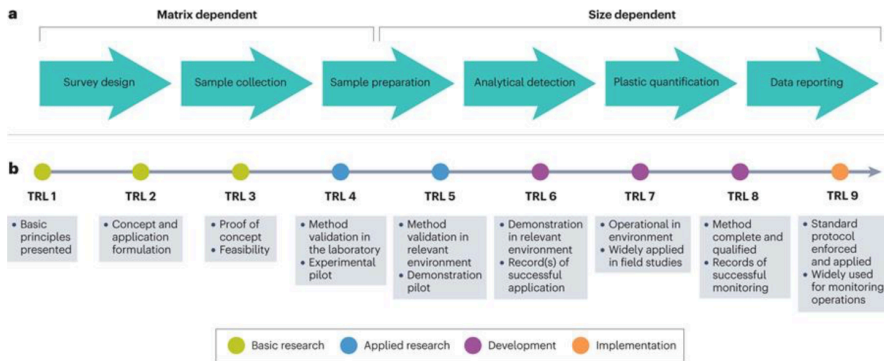 a
Matrix dependent
Size dependent
Survey design
Sample collection
Sample preparation
Analytical detection
Plastic quantification
Data reporting
b
TRL 1
TRL 2
TRL 3
TRL 4
TRL 5
TRL 6
TRL 7
TRL 8
TRL 9
• Basic
principles
presented
• Concept and
application
formulation
• Proof of
concept
• Feasibility
• Method
validation in
the laboratory
• Experimental
pilot
• Method
validation in
relevant
environment
• Demonstration
pilot
• Demonstration
in relevant
environment
• Record(s) of
successful
application
• Operational in
environment
• Widely applied
in field studies
• Method
complete and
qualified
• Records of
successful
monitoring
• Standard
protocol
enforced
and applied
• Widely used
for monitoring
operations
Basic research
Applied research
Development
Implementation